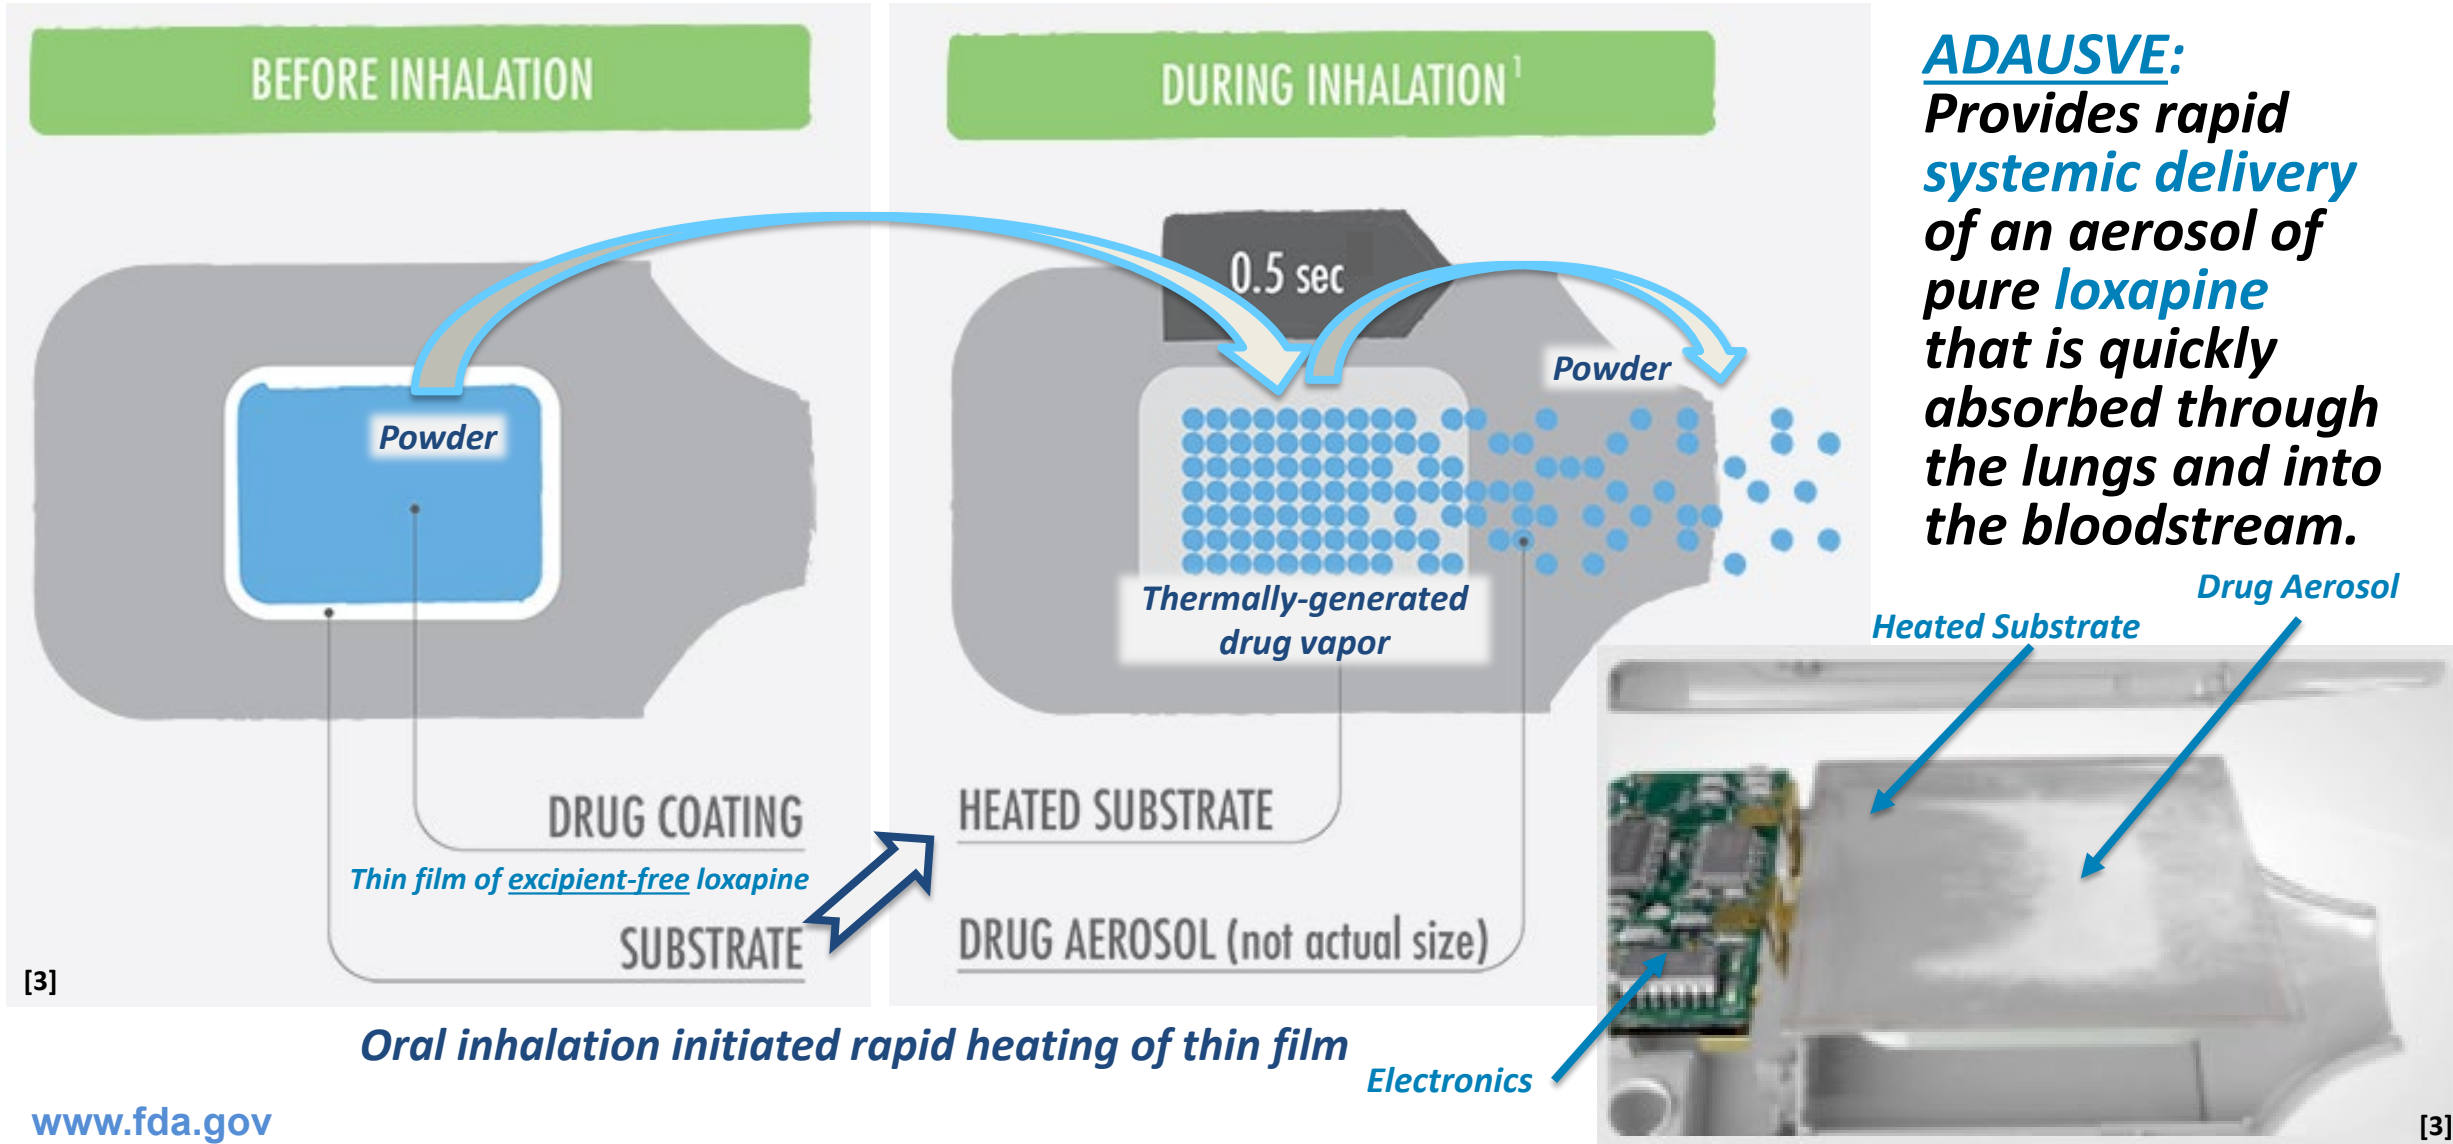 BEFORE INHALATION
Powder
DRUG COATING
Thin film of excipient-free loxapine
SUBSTRATE
[3]
DURING INHALATION1
0.5 sec
Powder
Thermally-generated
drug vapor
HEATED SUBSTRATE
DRUG AEROSOL (not actual size)
ADAUSVE:
Provides rapid
systemic delivery
of an aerosol of
pure loxapine
that is quickly
absorbed through
the lungs and into
the bloodstream.
Drug Aerosol
Heated Substrate
Electronics
[3]
Oral inhalation initiated rapid heating of thin film
www.fda.gov